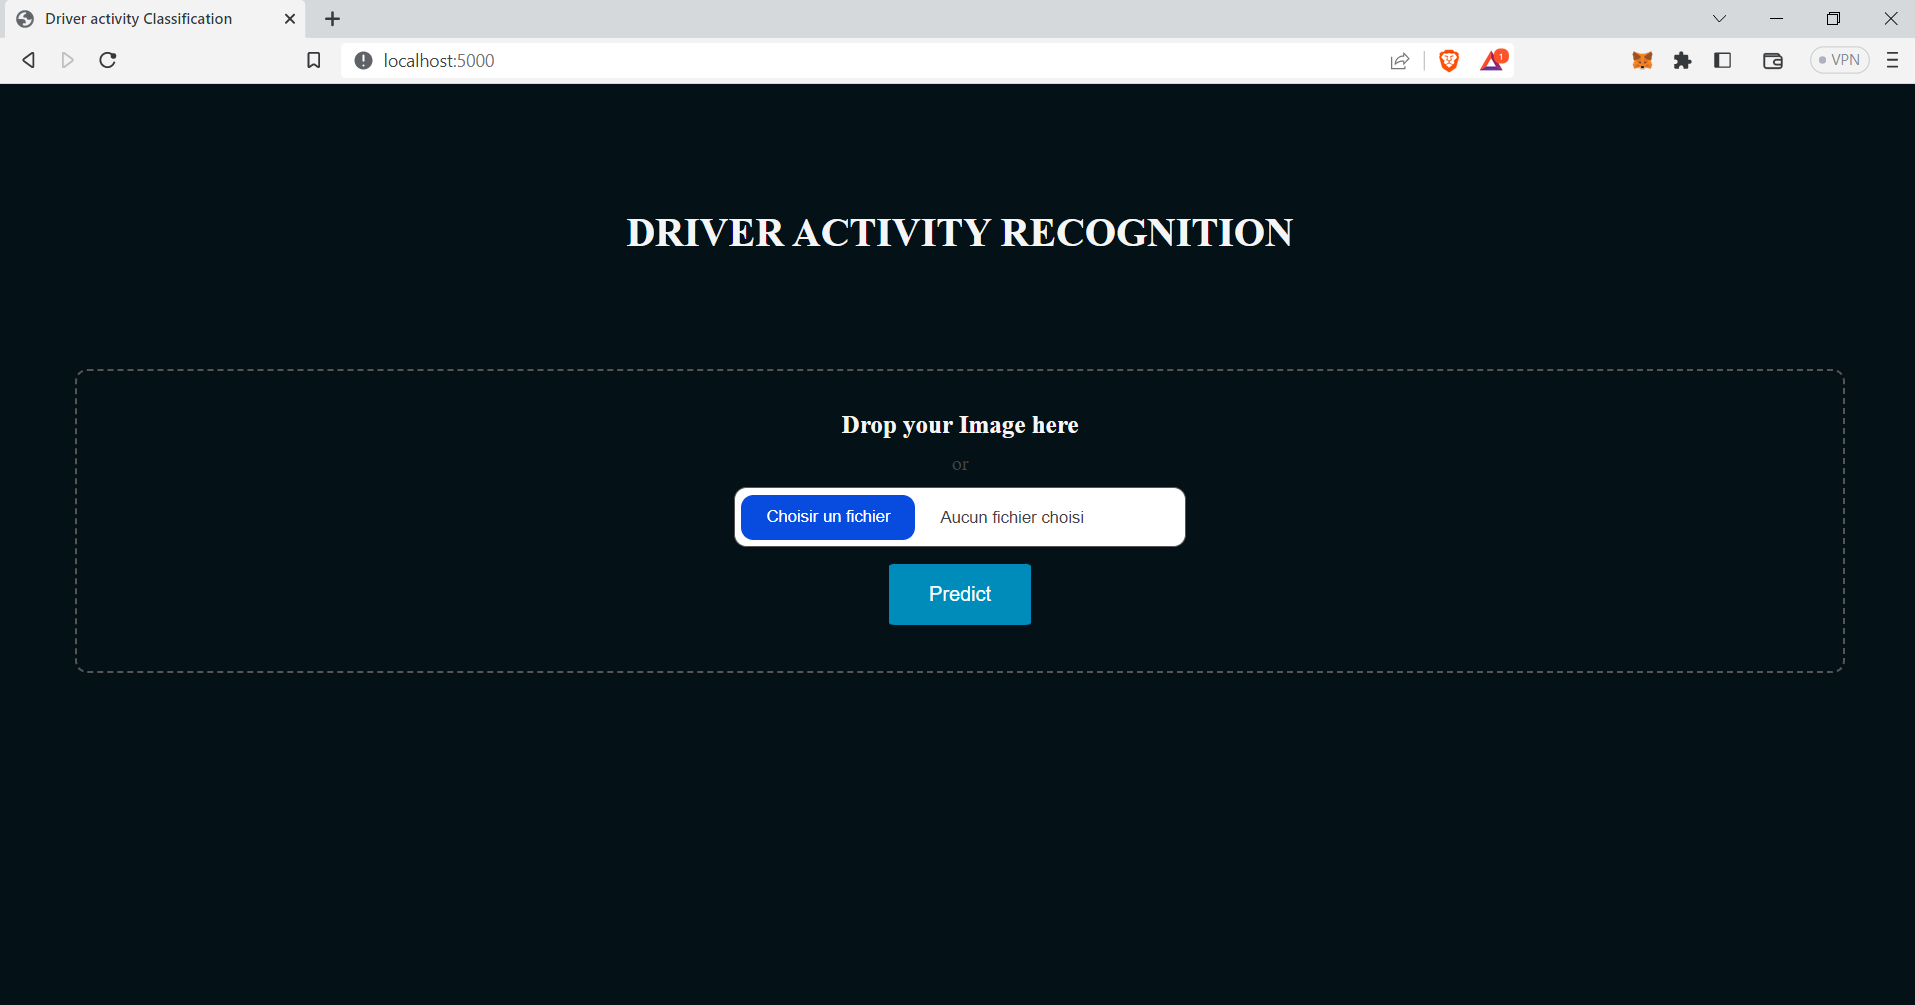 Driver activity Classification
localhost:5000
1
VPN
DRIVER ACTIVITY RECOGNITION
Drop your Image here
or
Choisir un fichier Aucun fichier choisi
Predict